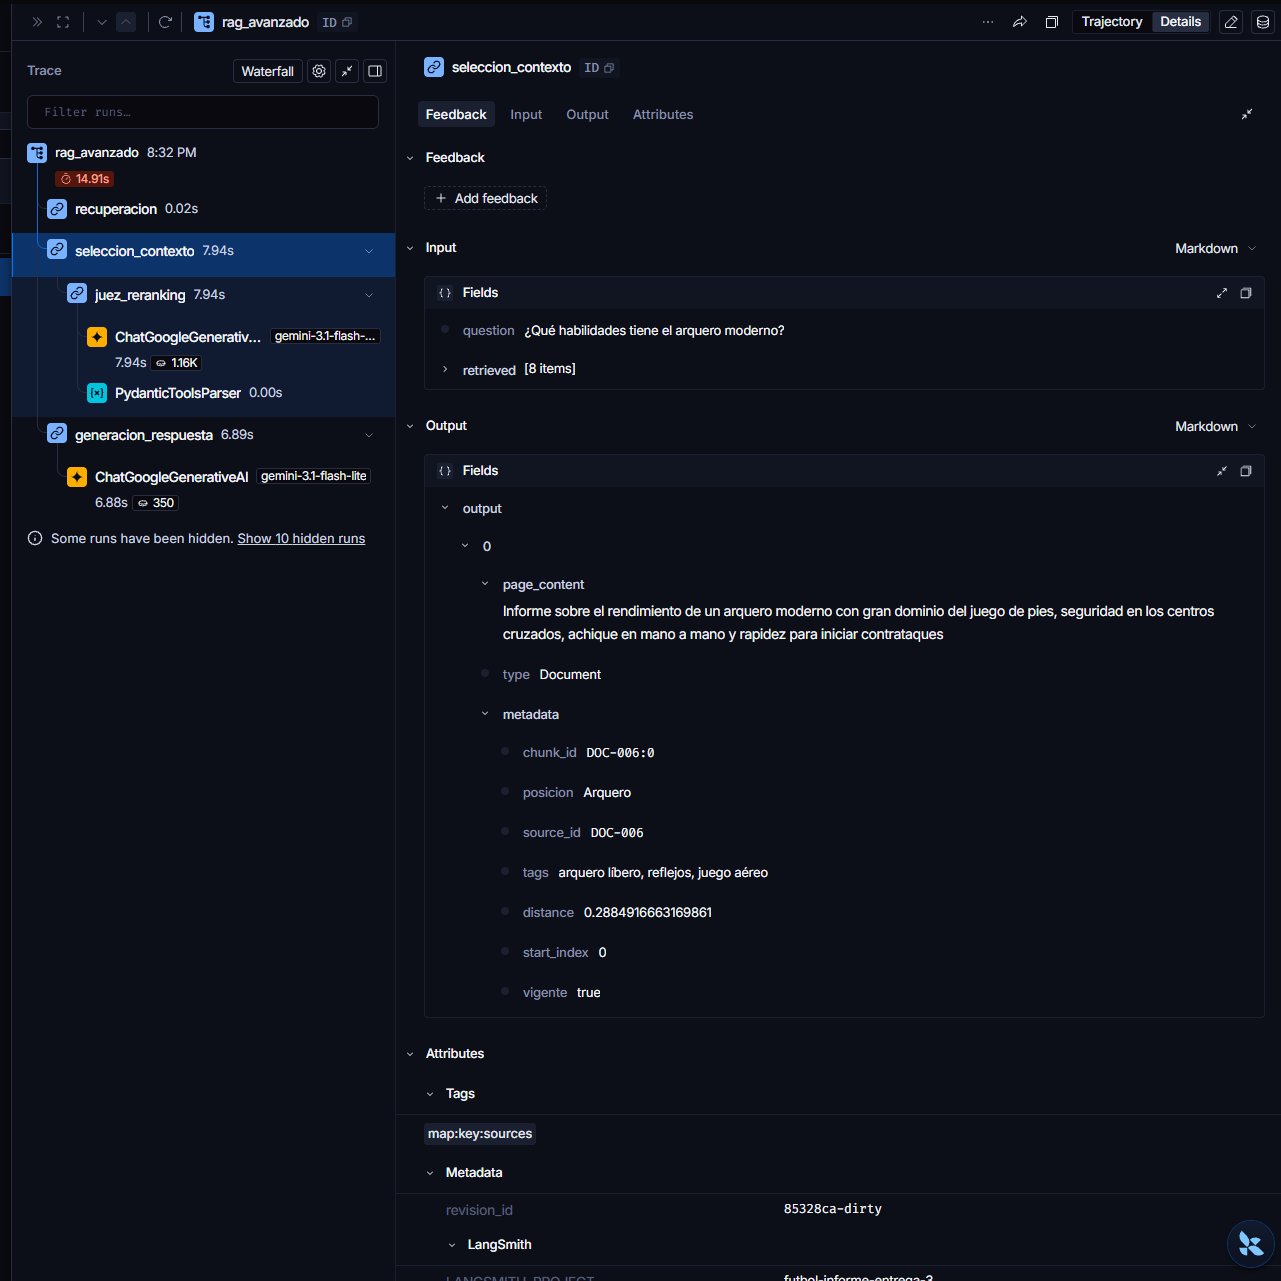 rag_avanzado ID
Trajectory Details
Trace
Waterfall
Filter runs…
rag_avanzado 8:32 PM
14.91s
recuperacion 0.02s
seleccion_contexto 7.94s
juez_reranking 7.94s
ChatGoogleGenerativ... gemini-3.1-flash-...
7.94s 1.16K
PydanticToolsParser 0.00s
generacion_respuesta 6.89s
ChatGoogleGenerativeAI gemini-3.1-flash-lite
6.88s 350
Some runs have been hidden. Show 10 hidden runs
seleccion_contexto ID
Feedback Input Output Attributes
Feedback
+ Add feedback
Input Markdown
{} Fields
question ¿Qué habilidades tiene el arquero moderno?
retrieved [8 items]
Output Markdown
{} Fields
output
0
page_content
Informe sobre el rendimiento de un arquero moderno con gran dominio del juego de pies, seguridad en los centros
cruzados, achique en mano a mano y rapidez para iniciar contrataques
type Document
metadata
chunk_id DOC-006:0
posicion Arquero
source_id DOC-006
tags arquero líbero, reflejos, juego aéreo
distance 0.2884916663169861
start_index 0
vigente true
Attributes
Tags
map:key:sources
Metadata
revision_id 85328ca-dirty
LangSmith
LANGSMITH_PROJECT futbol-informe-entrega-3